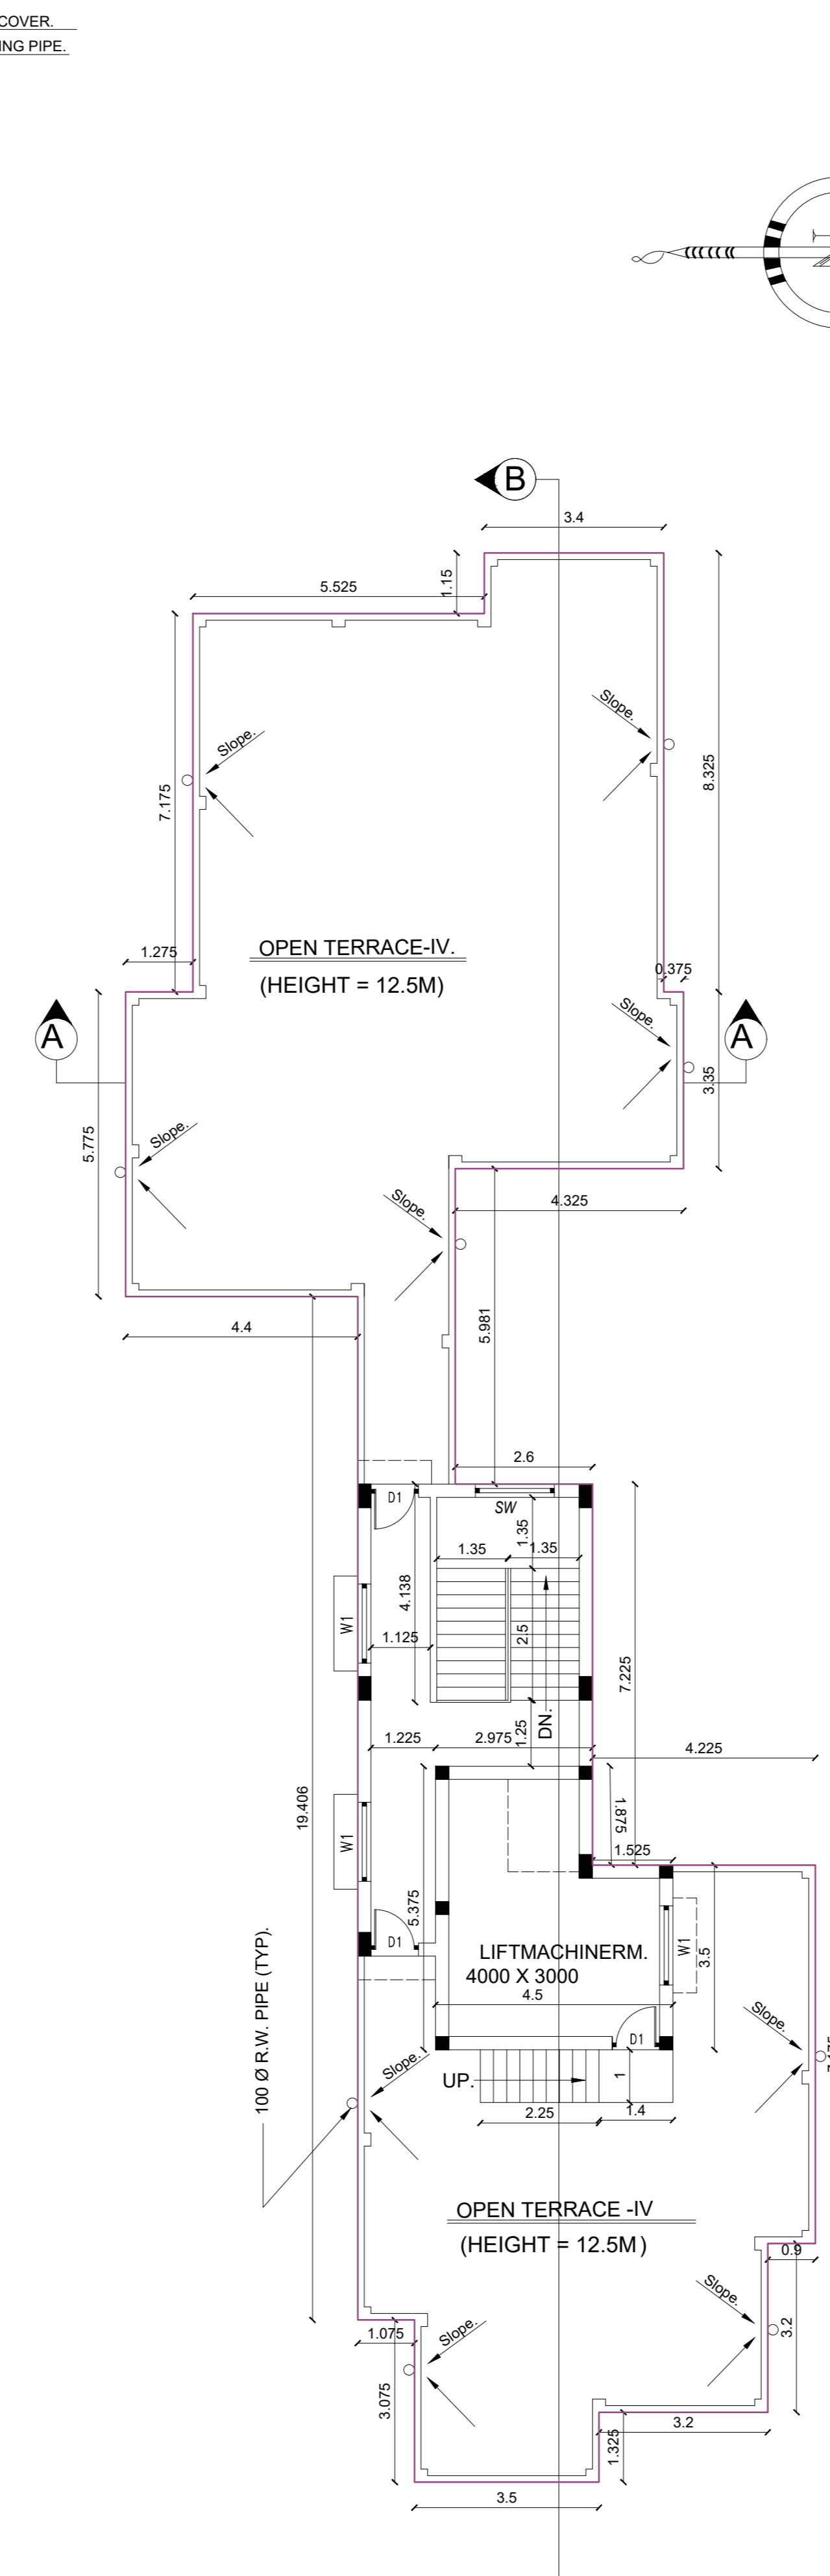 COVER.
ING PIPE.
B
3.4
5.525
1.15
Slope.
Slope.
7.175
8.325
OPEN TERRACE-IV.
(HEIGHT = 12.5M)
1.275
0.375
Slope.
A
A
5.775
3.35
Slope.
Slope.
4.325
4.4
5.981
2.6
D1
SW
1.35
1.35
1.35
4.138
W1
1.125
2.5
7.225
DN.
1.225
2.975
1.25
4.225
19.406
1.875
W1
1.525
5.375
D1
LIFTMACHINERM.
4000 X 3000
W1
3.5
4.5
100 Ø R.W. PIPE (TYP).
Slope.
D1
Slope.
UP.
1
2.25
1.4
OPEN TERRACE -IV
(HEIGHT = 12.5M)
0.9
Slope.
3.2
1.075
Slope.
3.075
3.2
1.325
3.5